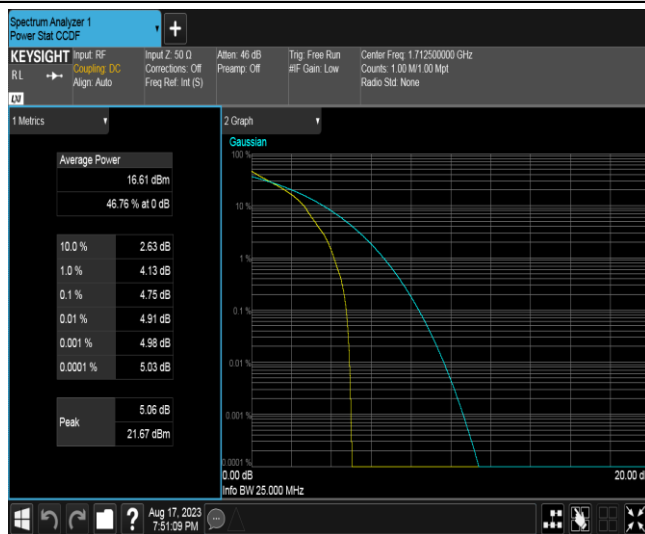 Spectrum Analyzer 1
Power Stat CCDF
+
KEYSIGHT
RL
LXI
Input: RF
Coupling: DC
Align: Auto
Input Z: 50 Ω
Corrections: Off
Freq Ref: Int (S)
Atten: 46 dB
Preamp: Off
Trig: Free Run
#IF Gain: Low
Center Freq: 1.712500000 GHz
Counts: 1.00 M/1.00 Mpt
Radio Std: None
1 Metrics
Average Power
16.61 dBm
46.76 % at 0 dB
10.0 % 2.63 dB
1.0 % 4.13 dB
0.1 % 4.75 dB
0.01 % 4.91 dB
0.001 % 4.98 dB
0.0001 % 5.03 dB
Peak
5.06 dB
21.67 dBm
2 Graph
Gaussian
100 %
10 %
1 %
0.1 %
0.01 %
0.001 %
0.0001 %
0.00 dB
20.00 d
Info BW 25.000 MHz
?
Aug 17, 2023
7:51:09 PM